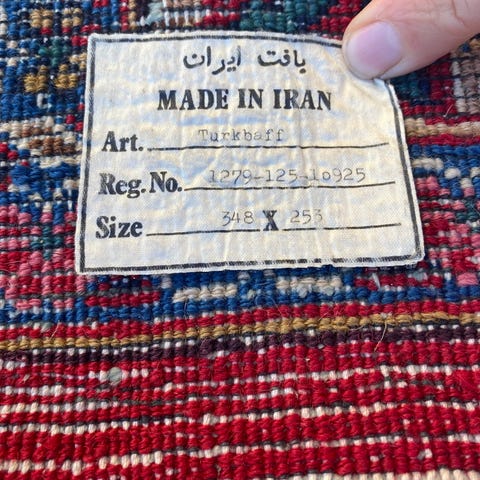 بافت ایران
MADE IN IRAN
Art. Turkbaff
Reg. No. 1279-125-10925
Size 348 X 253